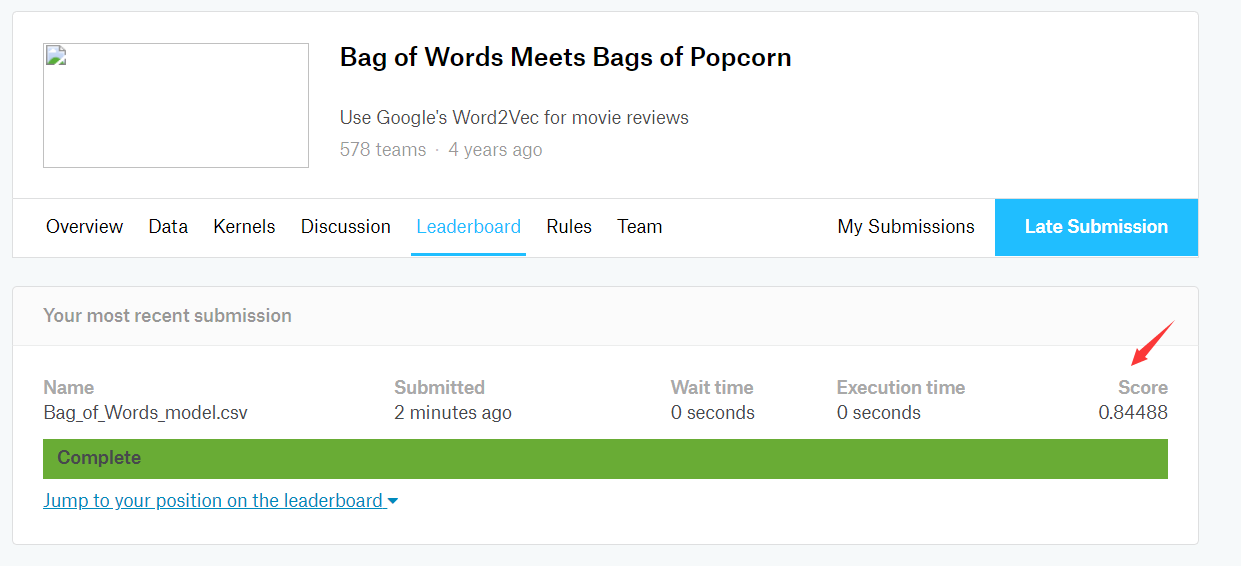 Bag of Words Meets Bags of Popcorn
Use Google's Word2Vec for movie reviews
578 teams · 4 years ago
Overview Data Kernels Discussion Leaderboard Rules Team My Submissions Late Submission
Your most recent submission
Name Submitted Wait time Execution time Score
Bag_of_Words_model.csv 2 minutes ago 0 seconds 0 seconds 0.84488
Complete
Jump to your position on the leaderboard